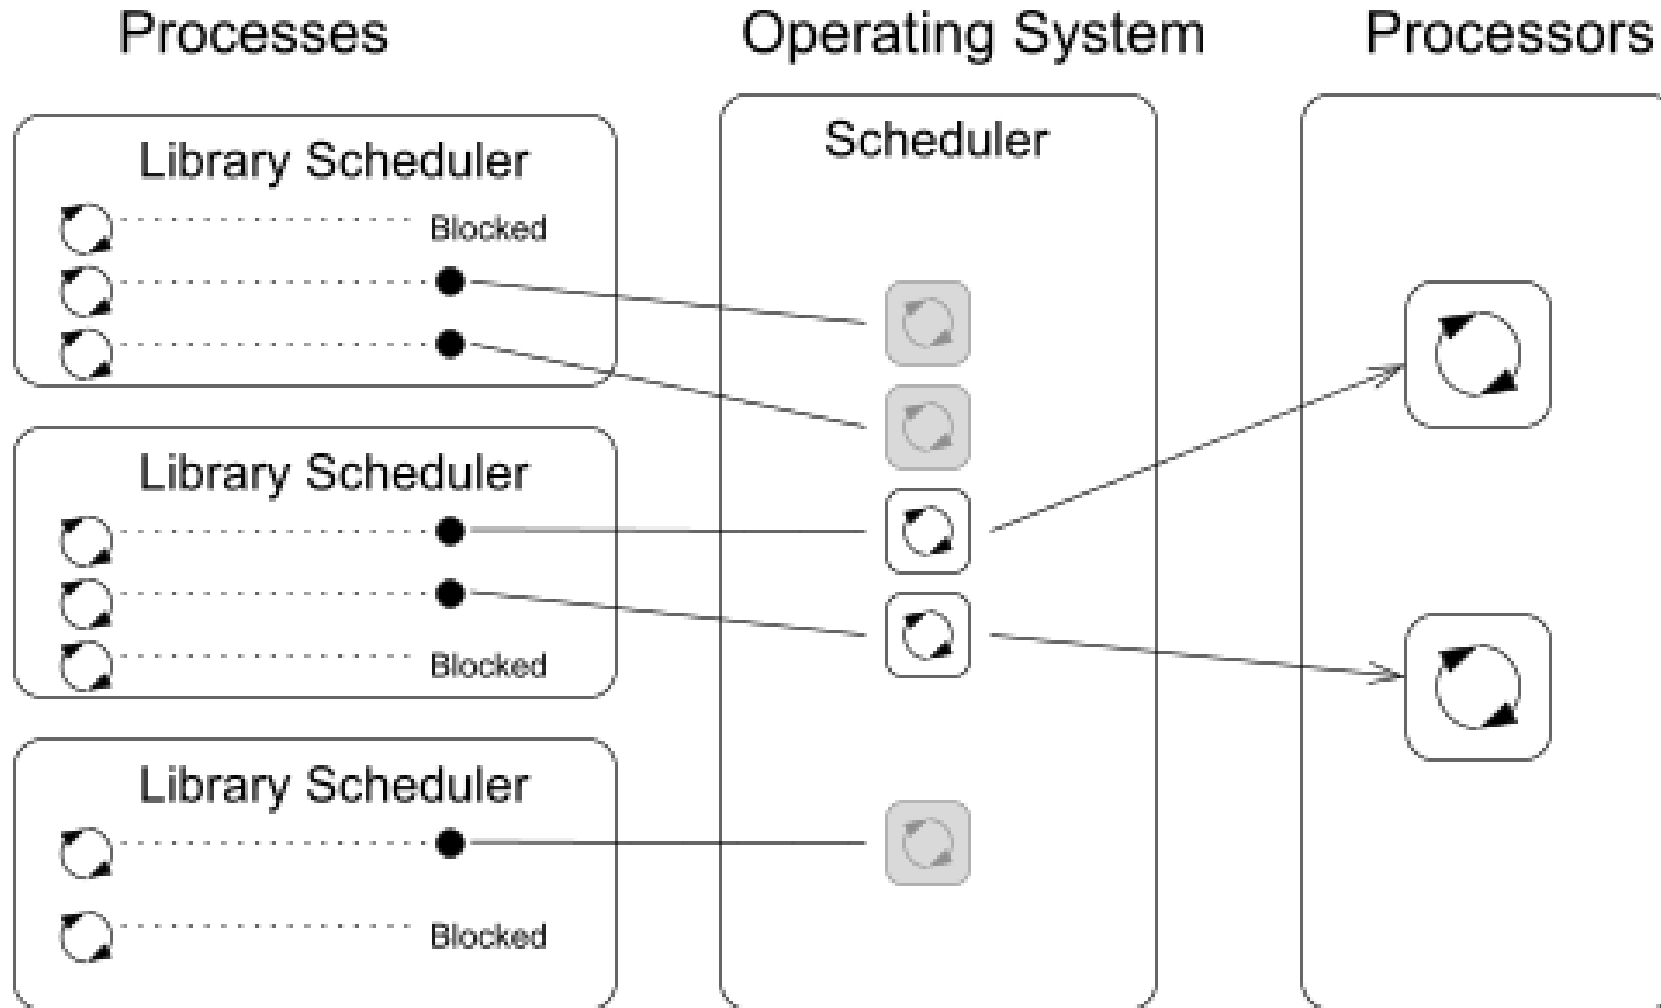 Processes
Operating System
Processors
Library Scheduler
Blocked
Library Scheduler
Blocked
Library Scheduler
Blocked
Scheduler